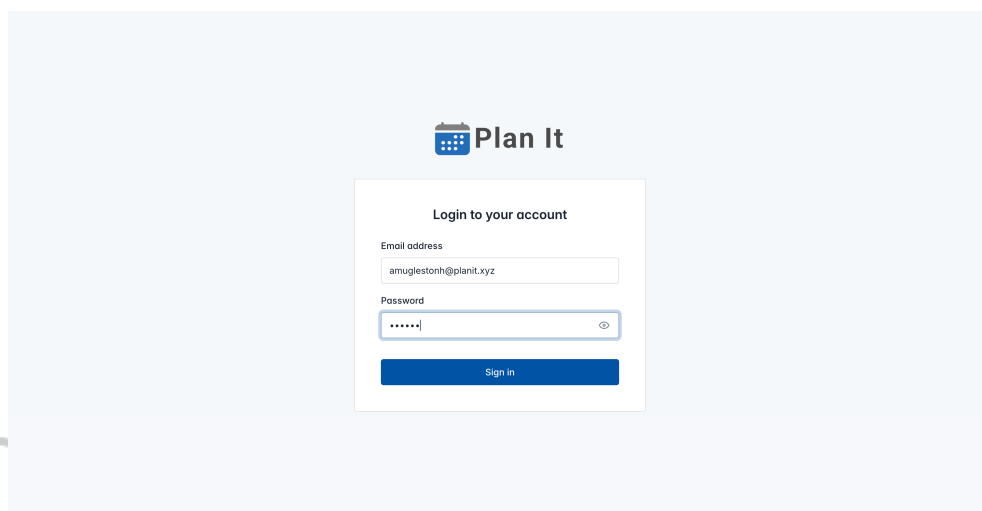 Plan It
Login to your account
Email address
amuglestonh@planit.xyz
Password
••••••
Sign in